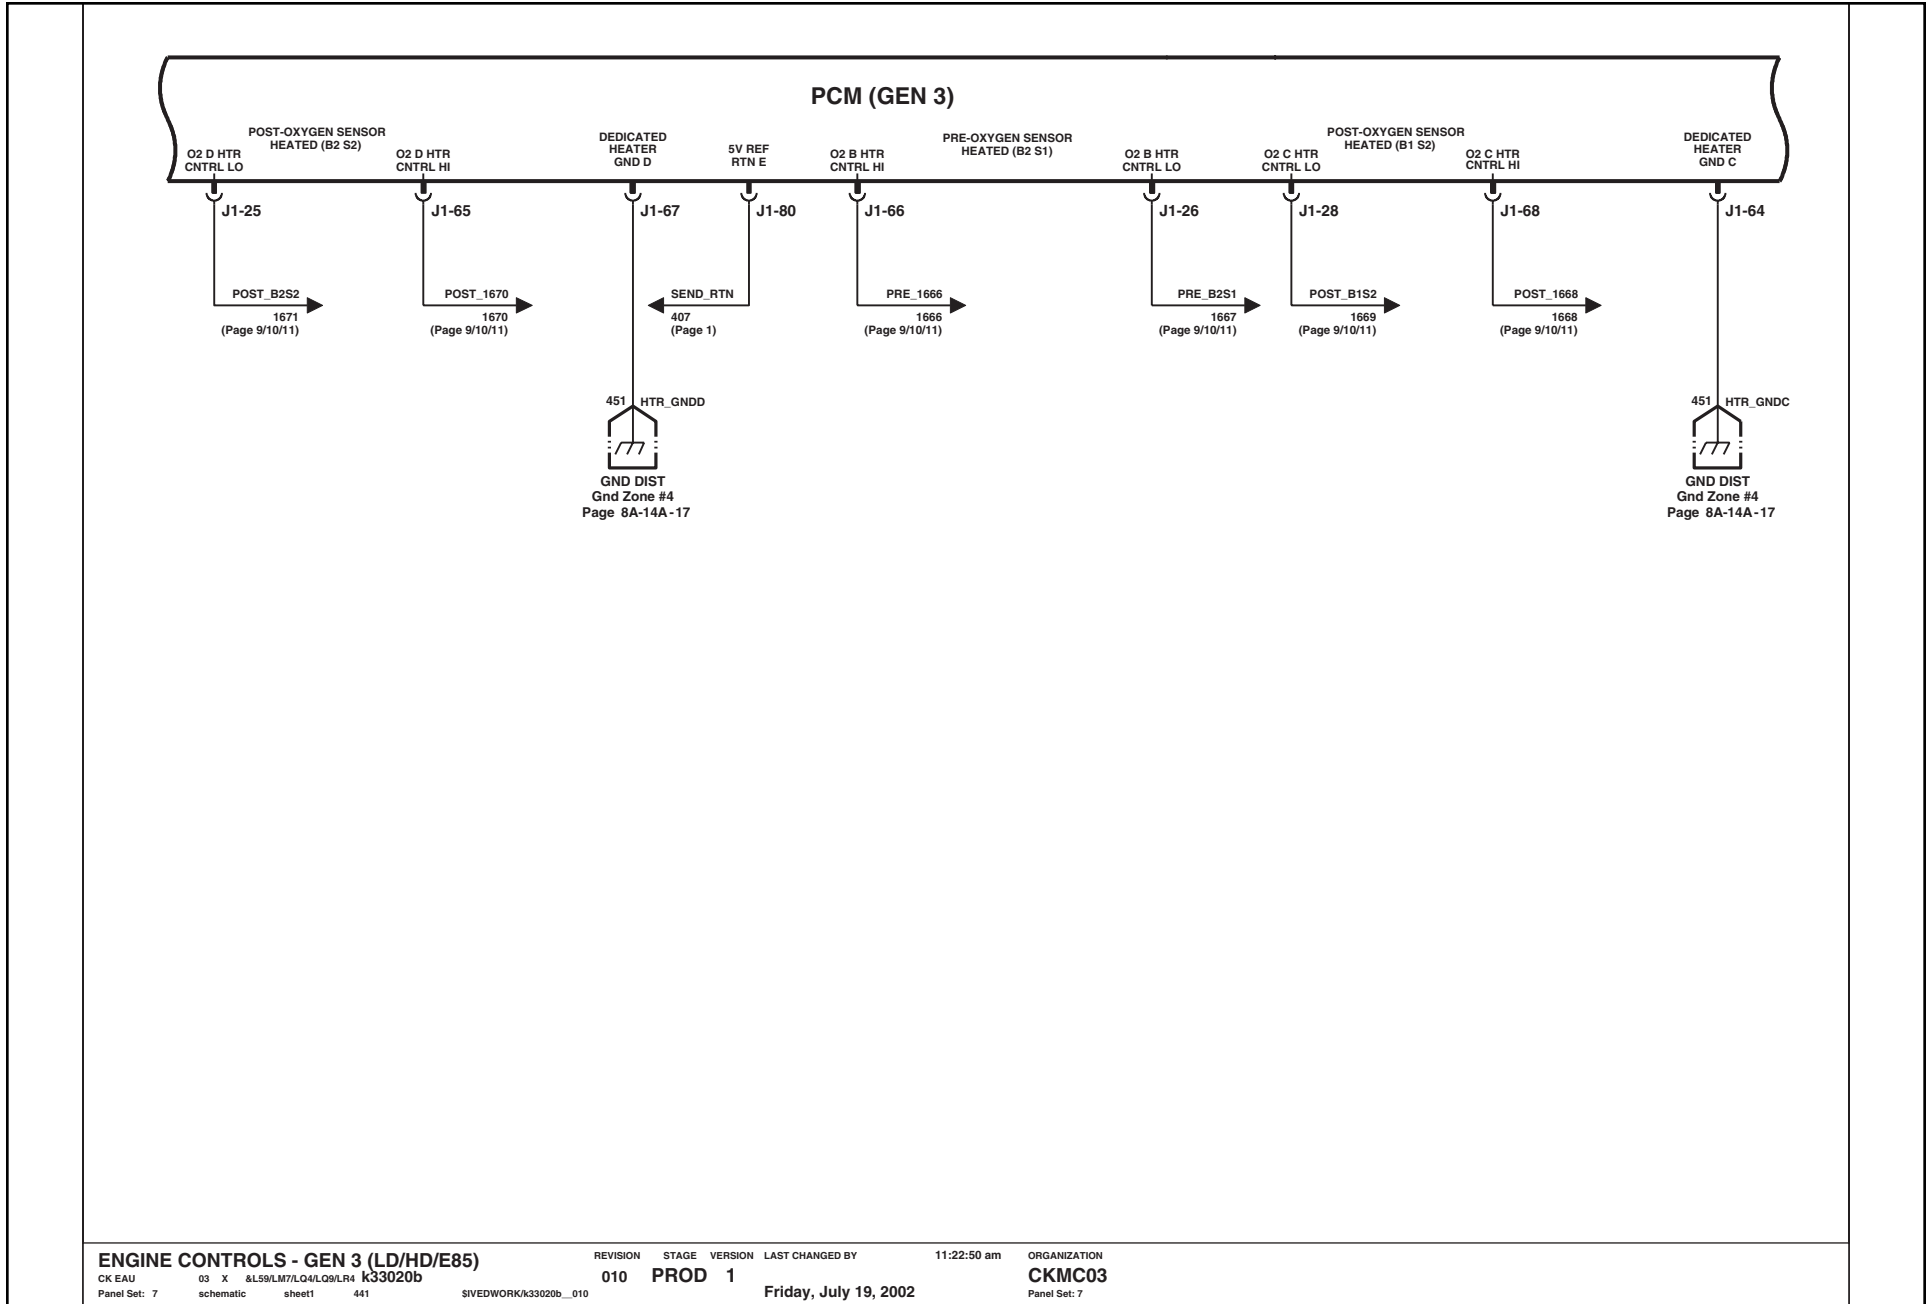 PCM (GEN 3)
POST-OXYGEN SENSOR
HEATED (B2 S2)
O2 D HTR
CNTRL LO
O2 D HTR
CNTRL HI
DEDICATED
HEATER
GND D
5V REF
RTN E
O2 B HTR
CNTRL HI
PRE-OXYGEN SENSOR
HEATED (B2 S1)
O2 B HTR
CNTRL LO
O2 C HTR
CNTRL LO
POST-OXYGEN SENSOR
HEATED (B1 S2)
O2 C HTR
CNTRL HI
DEDICATED
HEATER
GND C
J1-25
J1-65
J1-67
J1-80
J1-66
J1-26
J1-28
J1-68
J1-64
POST_B2S2
1671
(Page 9/10/11)
POST_1670
1670
(Page 9/10/11)
SEND_RTN
407
(Page 1)
PRE_1666
1666
(Page 9/10/11)
PRE_B2S1
1667
(Page 9/10/11)
POST_B1S2
1669
(Page 9/10/11)
POST_1668
1668
(Page 9/10/11)
451 HTR_GNDD
GND DIST
Gnd Zone #4
Page 8A-14A-17
451 HTR_GNDC
GND DIST
Gnd Zone #4
Page 8A-14A-17
ENGINE CONTROLS - GEN 3 (LD/HD/E85)
CK EAU 03 X &L59/LM7/LQ4/LQ9/LR4 k33020b
Panel Set: 7 schematic sheet1 441 $IVEDWORK/k33020b__010
REVISION STAGE VERSION LAST CHANGED BY 11:22:50 am ORGANIZATION
010 PROD 1 CKMC03
Friday, July 19, 2002 Panel Set: 7